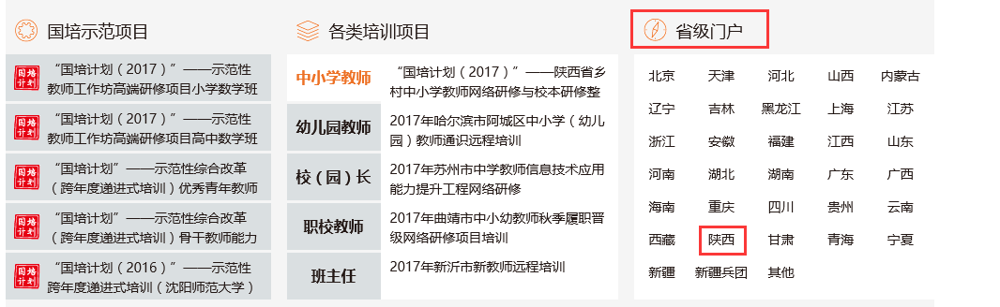 国培示范项目
国培计划
“国培计划（2017）”——示范性
教师工作坊高端研修项目小学数学班
国培计划
“国培计划（2017）”——示范性
教师工作坊高端研修项目高中数学班
国培计划
“国培计划”——示范性综合改革
（跨年度递进式培训）优秀青年教师
国培计划
“国培计划”——示范性综合改革
（跨年度递进式培训）骨干教师能力
国培计划
“国培计划（2016）”——示范性
跨年度递进式培训（沈阳师范大学）
各类培训项目
中小学教师
“国培计划（2017）”——陕西省乡
村中小学教师网络研修与校本研修整
幼儿园教师
2017年哈尔滨市阿城区中小学（幼儿
园）教师通识远程培训
校（园）长
2017年苏州市中学教师信息技术应用
能力提升工程网络研修
职校教师
2017年曲靖市中小幼教师秋季履职晋
级网络研修项目培训
班主任
2017年新沂市新教师远程培训
省级门户
北京 天津 河北 山西 内蒙古
辽宁 吉林 黑龙江 上海 江苏
浙江 安徽 福建 江西 山东
河南 湖北 湖南 广东 广西
海南 重庆 四川 贵州 云南
西藏 陕西 甘肃 青海 宁夏
新疆 新疆兵团 其他